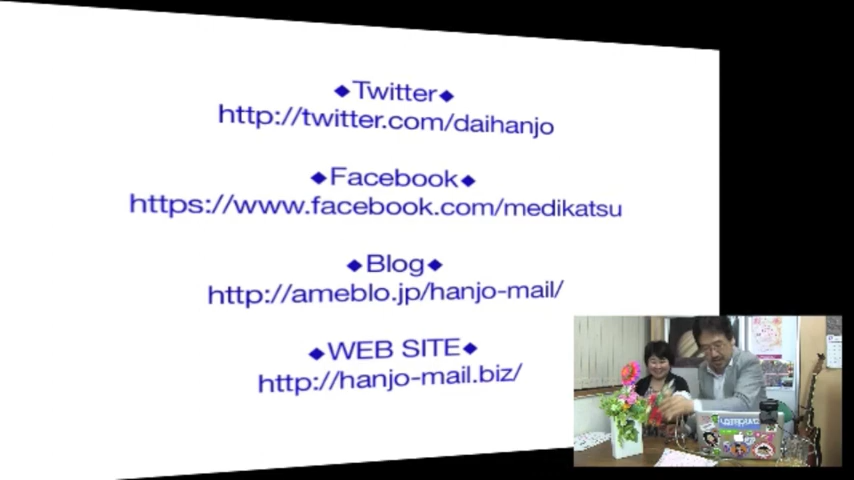 ◆Twitter◆
http://twitter.com/daihanjo
◆Facebook◆
https://www.facebook.com/medikatsu
◆Blog◆
http://ameblo.jp/hanjo-mail/
◆WEB SITE◆
http://hanjo-mail.biz/